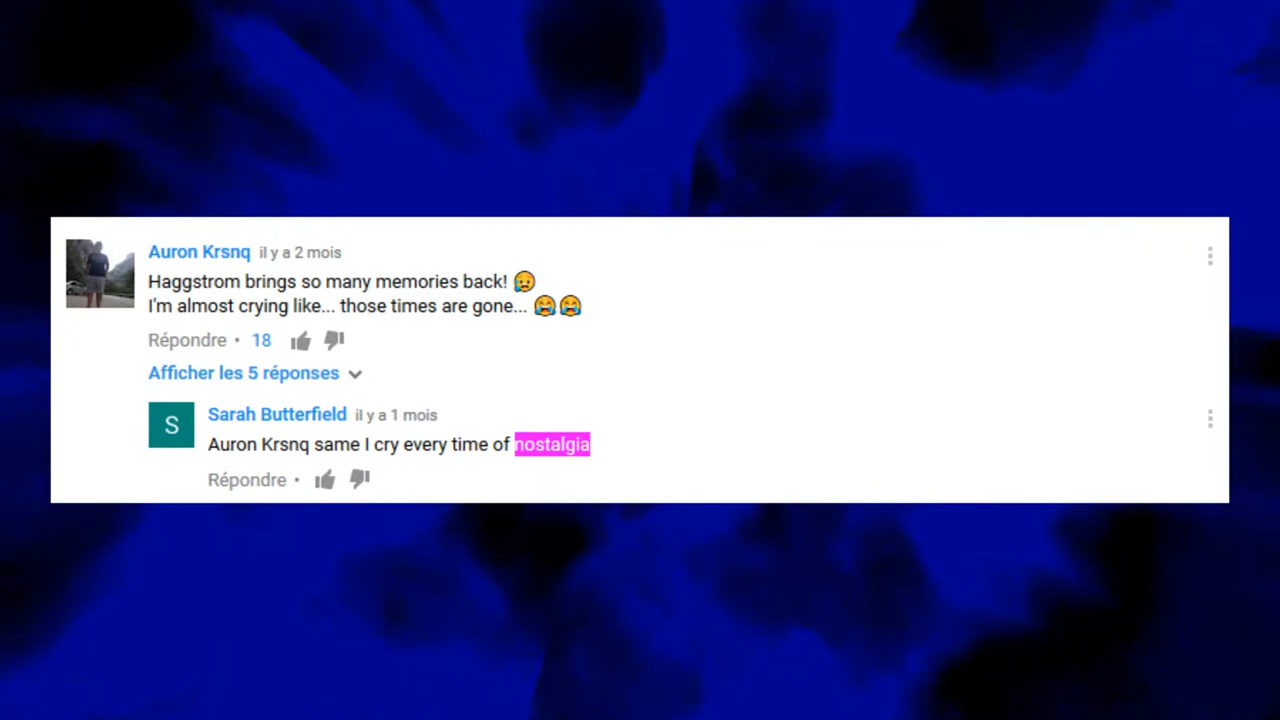 Auron Krsnq il y a 2 mois
Haggstrom brings so many memories back! 😥
I'm almost crying like... those times are gone... 😭😭
Répondre • 18
Afficher les 5 réponses
S
Sarah Butterfield il y a 1 mois
Auron Krsnq same I cry every time of nostalgia
Répondre •